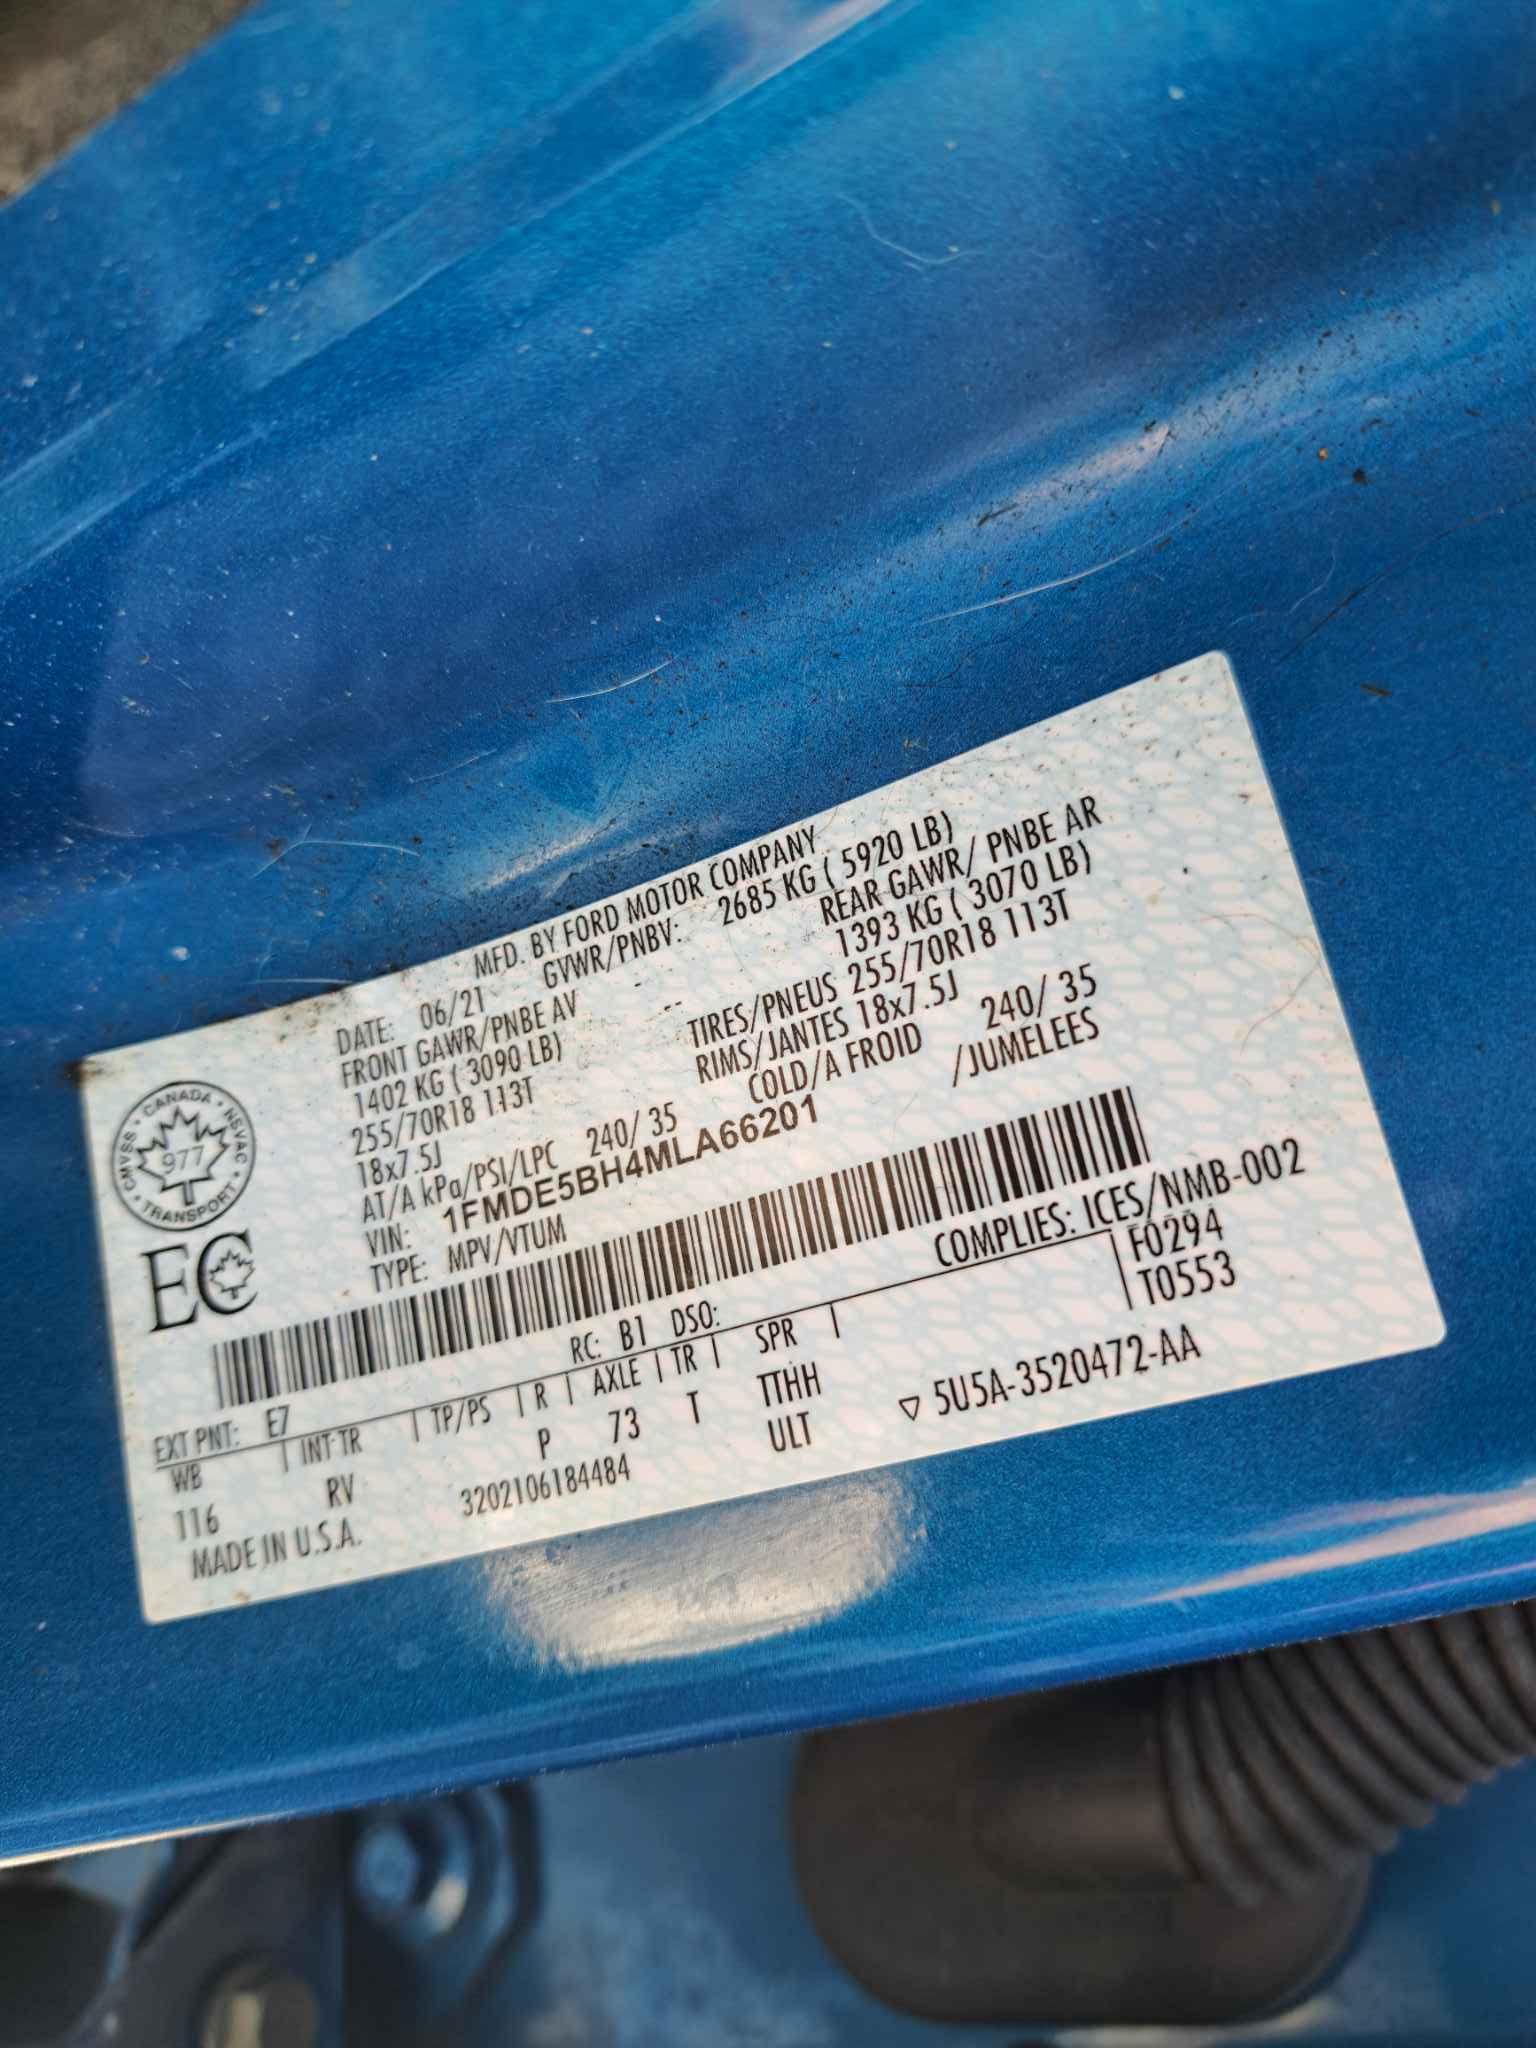 MFD. BY FORD MOTOR COMPANY
DATE: 06/21 GVWR/PNBV: 2685 KG ( 5920 LB)
FRONT GAWR/PNBE AV REAR GAWR/ PNBE AR
1402 KG ( 3090 LB) 1393 KG ( 3070 LB)
255/70R18 113T TIRES/PNEUS 255/70R18 113T
18x7.5J RIMS/JANTES 18x7.5J
AT/A kPa/PSI/LPC 240/ 35 COLD/A FROID 240/ 35
VIN: 1FMDE5BH4MLA66201 /JUMELEES
TYPE: MPV/VTUM
CMVSS • CANADA • NSVAC • TRANSPORT •
977
EC
COMPLIES: ICES/NMB-002
RC: B1 DSO: F0294
EXT PNT: E7 T0553
WB | INT TR | TP/PS | R | AXLE | TR | SPR |
116 RV P 73 T TTHH
ULT
MADE IN U.S.A. 3202106184484 ▽ 5U5A-3520472-AA